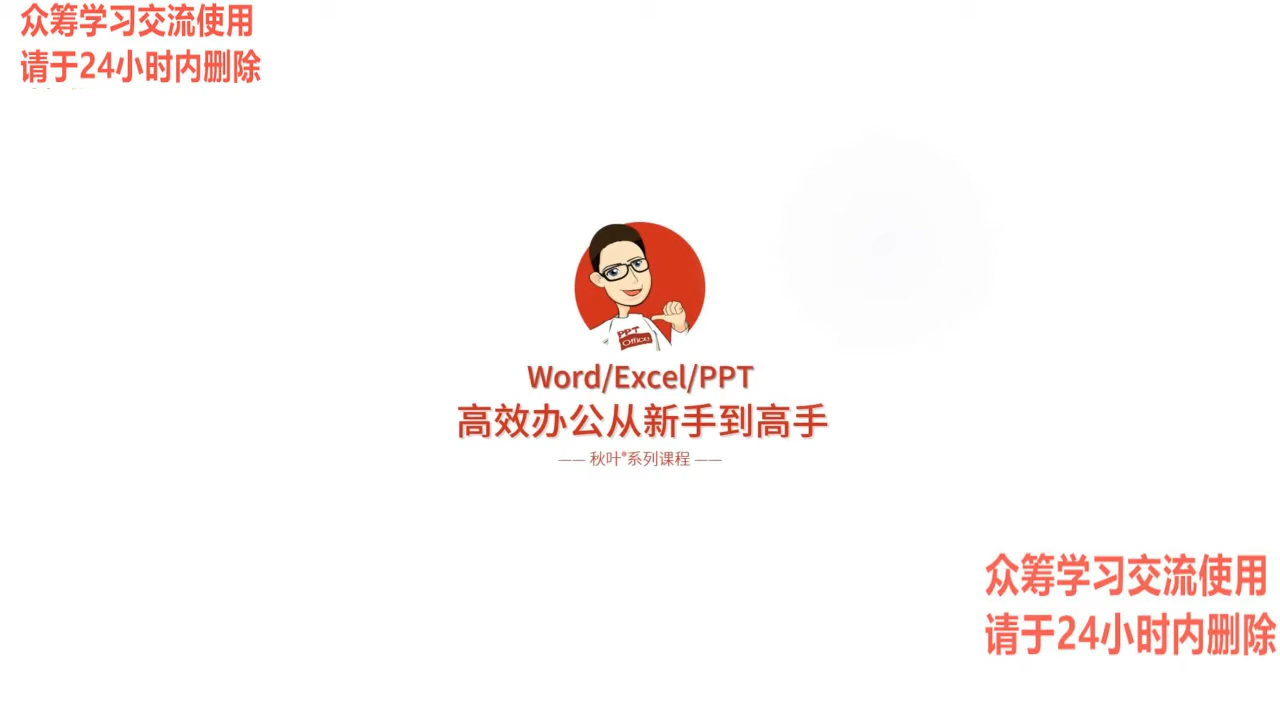 众筹学习交流使用
请于24小时内删除
PPT
Office
Word/Excel/PPT
高效办公从新手到高手
—— 秋叶®系列课程 ——
众筹学习交流使用
请于24小时内删除